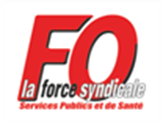 FO
la force syndicale
Services Publics et de Santé